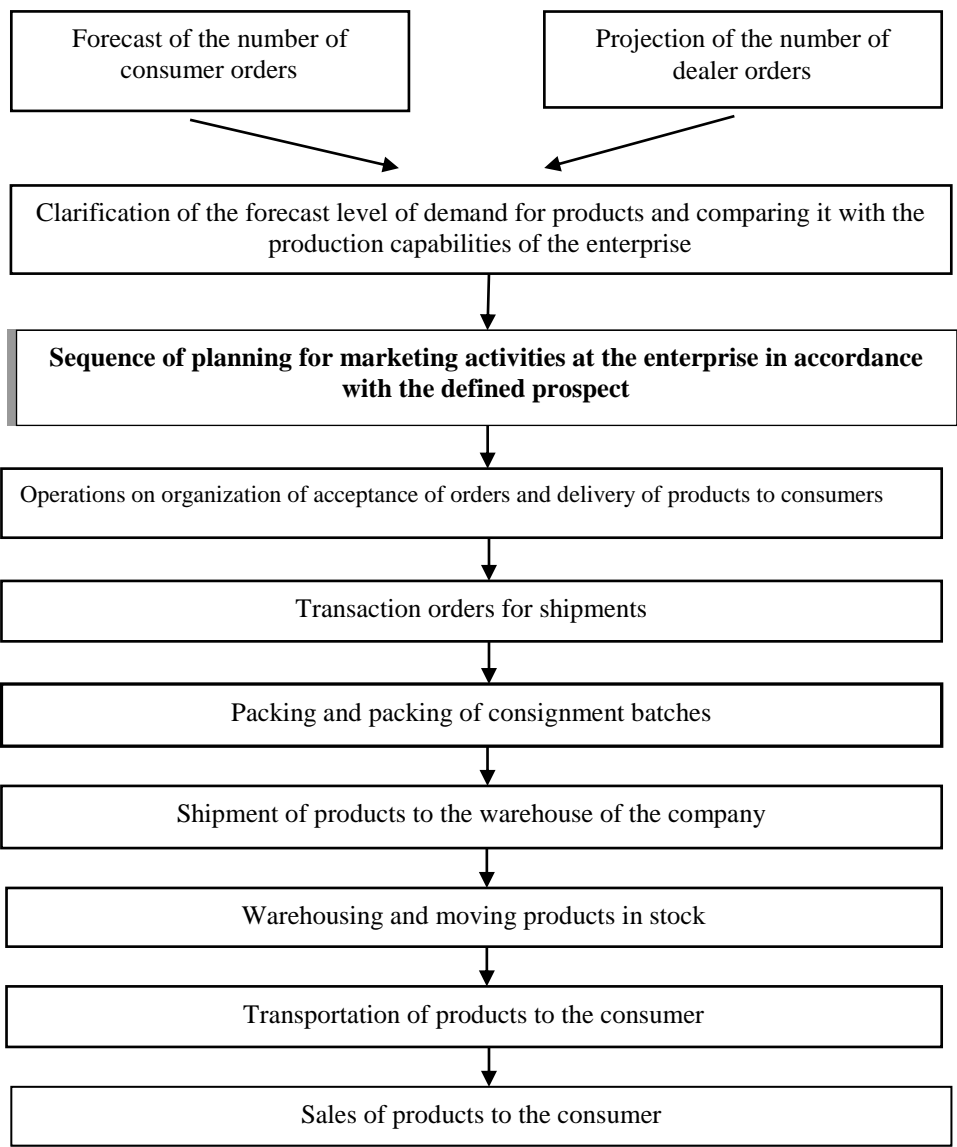 Forecast of the number of
consumer orders
Projection of the number of
dealer orders
Clarification of the forecast level of demand for products and comparing it with the
production capabilities of the enterprise
Sequence of planning for marketing activities at the enterprise in accordance
with the defined prospect
Operations on organization of acceptance of orders and delivery of products to consumers
Transaction orders for shipments
Packing and packing of consignment batches
Shipment of products to the warehouse of the company
Warehousing and moving products in stock
Transportation of products to the consumer
Sales of products to the consumer